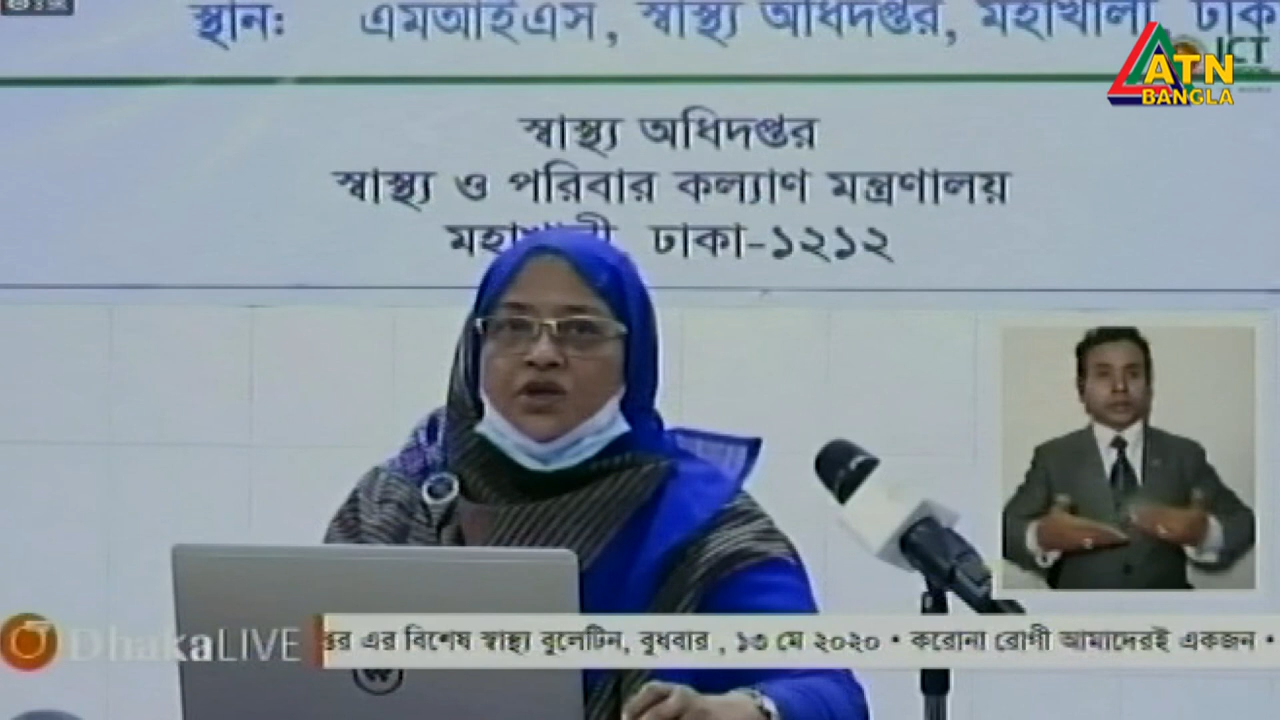 স্থান: এমআইএস, স্বাস্থ্য অধিদপ্তর, মহাখালী, ঢাক
ICT
ATN
BANGLA
স্বাস্থ্য অধিদপ্তর
স্বাস্থ্য ও পরিবার কল্যাণ মন্ত্রণালয়
ঢাকা-১২১২
DhakaLIVE
এর বিশেষ স্বাস্থ্য বুলেটিন, বুধবার , ১৩ মে ২০২০ • করোনা রোগী আমাদেরই একজন •